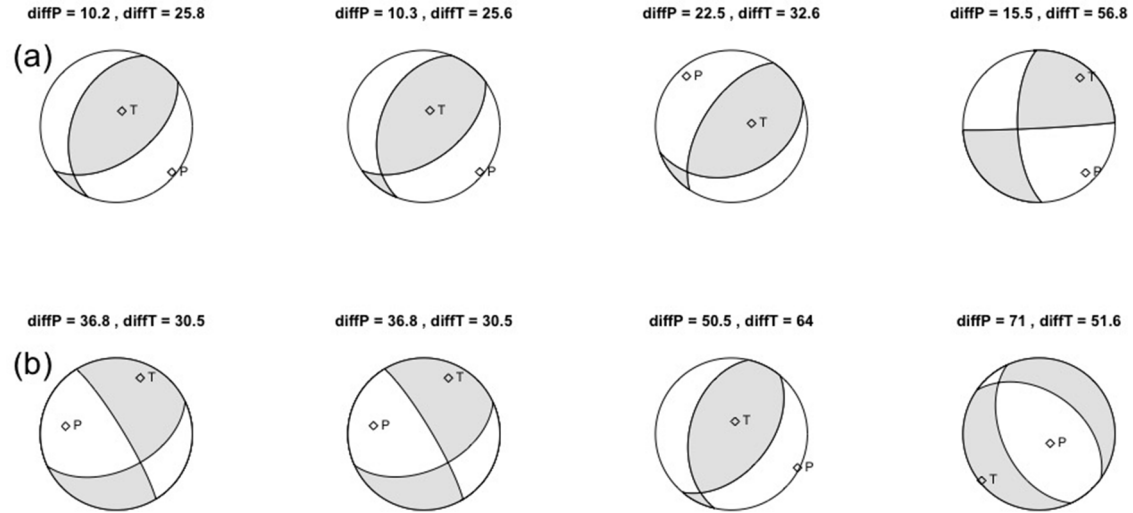 diffP = 10.2 , diffT = 25.8
diffP = 10.3 , diffT = 25.6
diffP = 22.5 , diffT = 32.6
diffP = 15.5 , diffT = 56.8
(a)
T
P
T
P
P
T
T
P
diffP = 36.8 , diffT = 30.5
diffP = 36.8 , diffT = 30.5
diffP = 50.5 , diffT = 64
diffP = 71 , diffT = 51.6
(b)
T
P
T
P
T
P
P
T